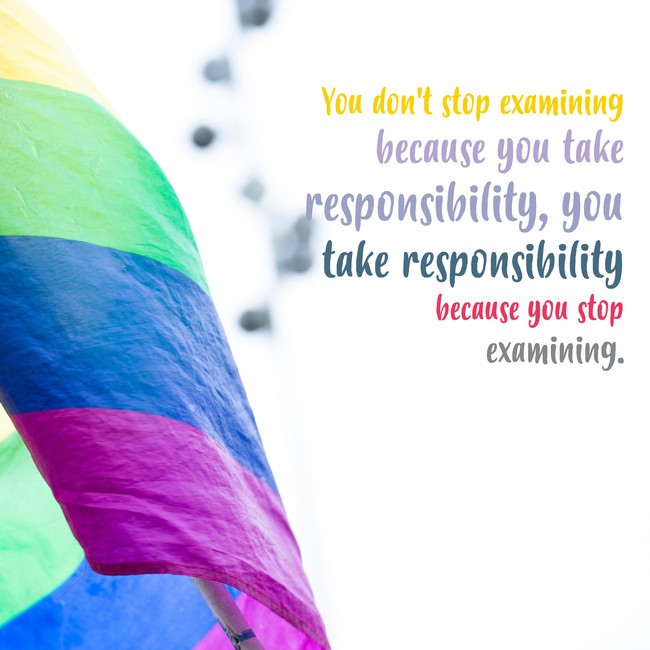 You don't stop examining
because you take
responsibility, you
take responsibility
because you stop
examining.